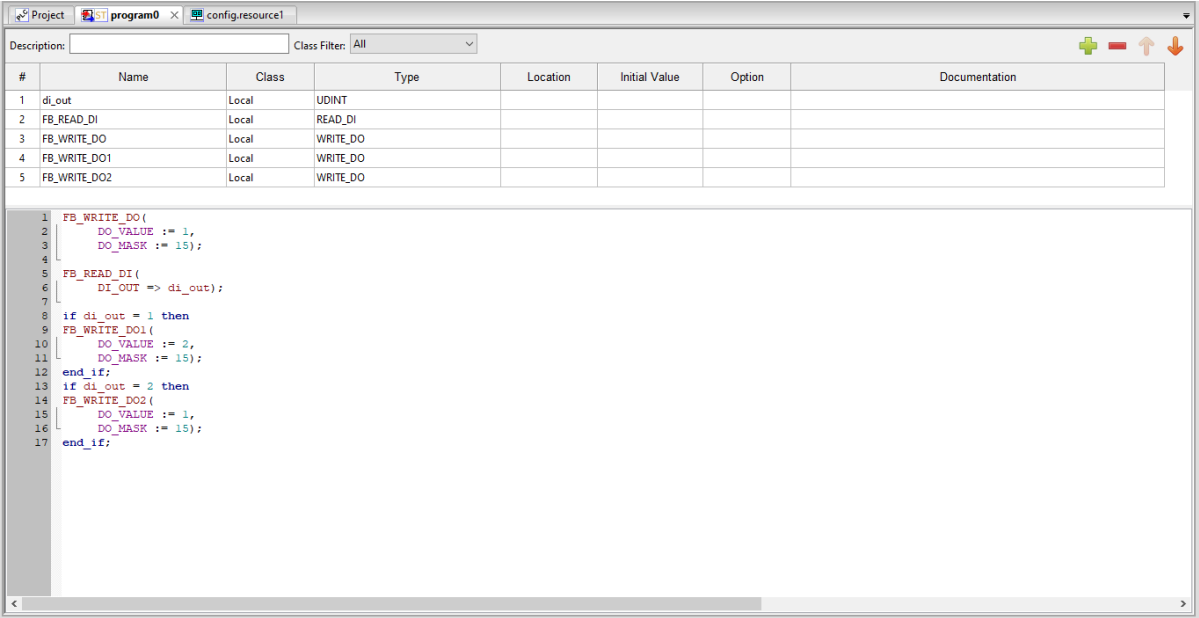 Project ST program0 config.resource1
Description: Class Filter: All
# Name Class Type Location Initial Value Option Documentation
1 di_out Local UDINT
2 FB_READ_DI Local READ_DI
3 FB_WRITE_DO Local WRITE_DO
4 FB_WRITE_DO1 Local WRITE_DO
5 FB_WRITE_DO2 Local WRITE_DO
1 FB_WRITE_DO(
2 DO_VALUE := 1,
3 DO_MASK := 15);
4
5 FB_READ_DI(
6 DI_OUT => di_out);
7
8 if di_out = 1 then
9 FB_WRITE_DO1(
10 DO_VALUE := 2,
11 DO_MASK := 15);
12 end_if;
13 if di_out = 2 then
14 FB_WRITE_DO2(
15 DO_VALUE := 1,
16 DO_MASK := 15);
17 end_if;